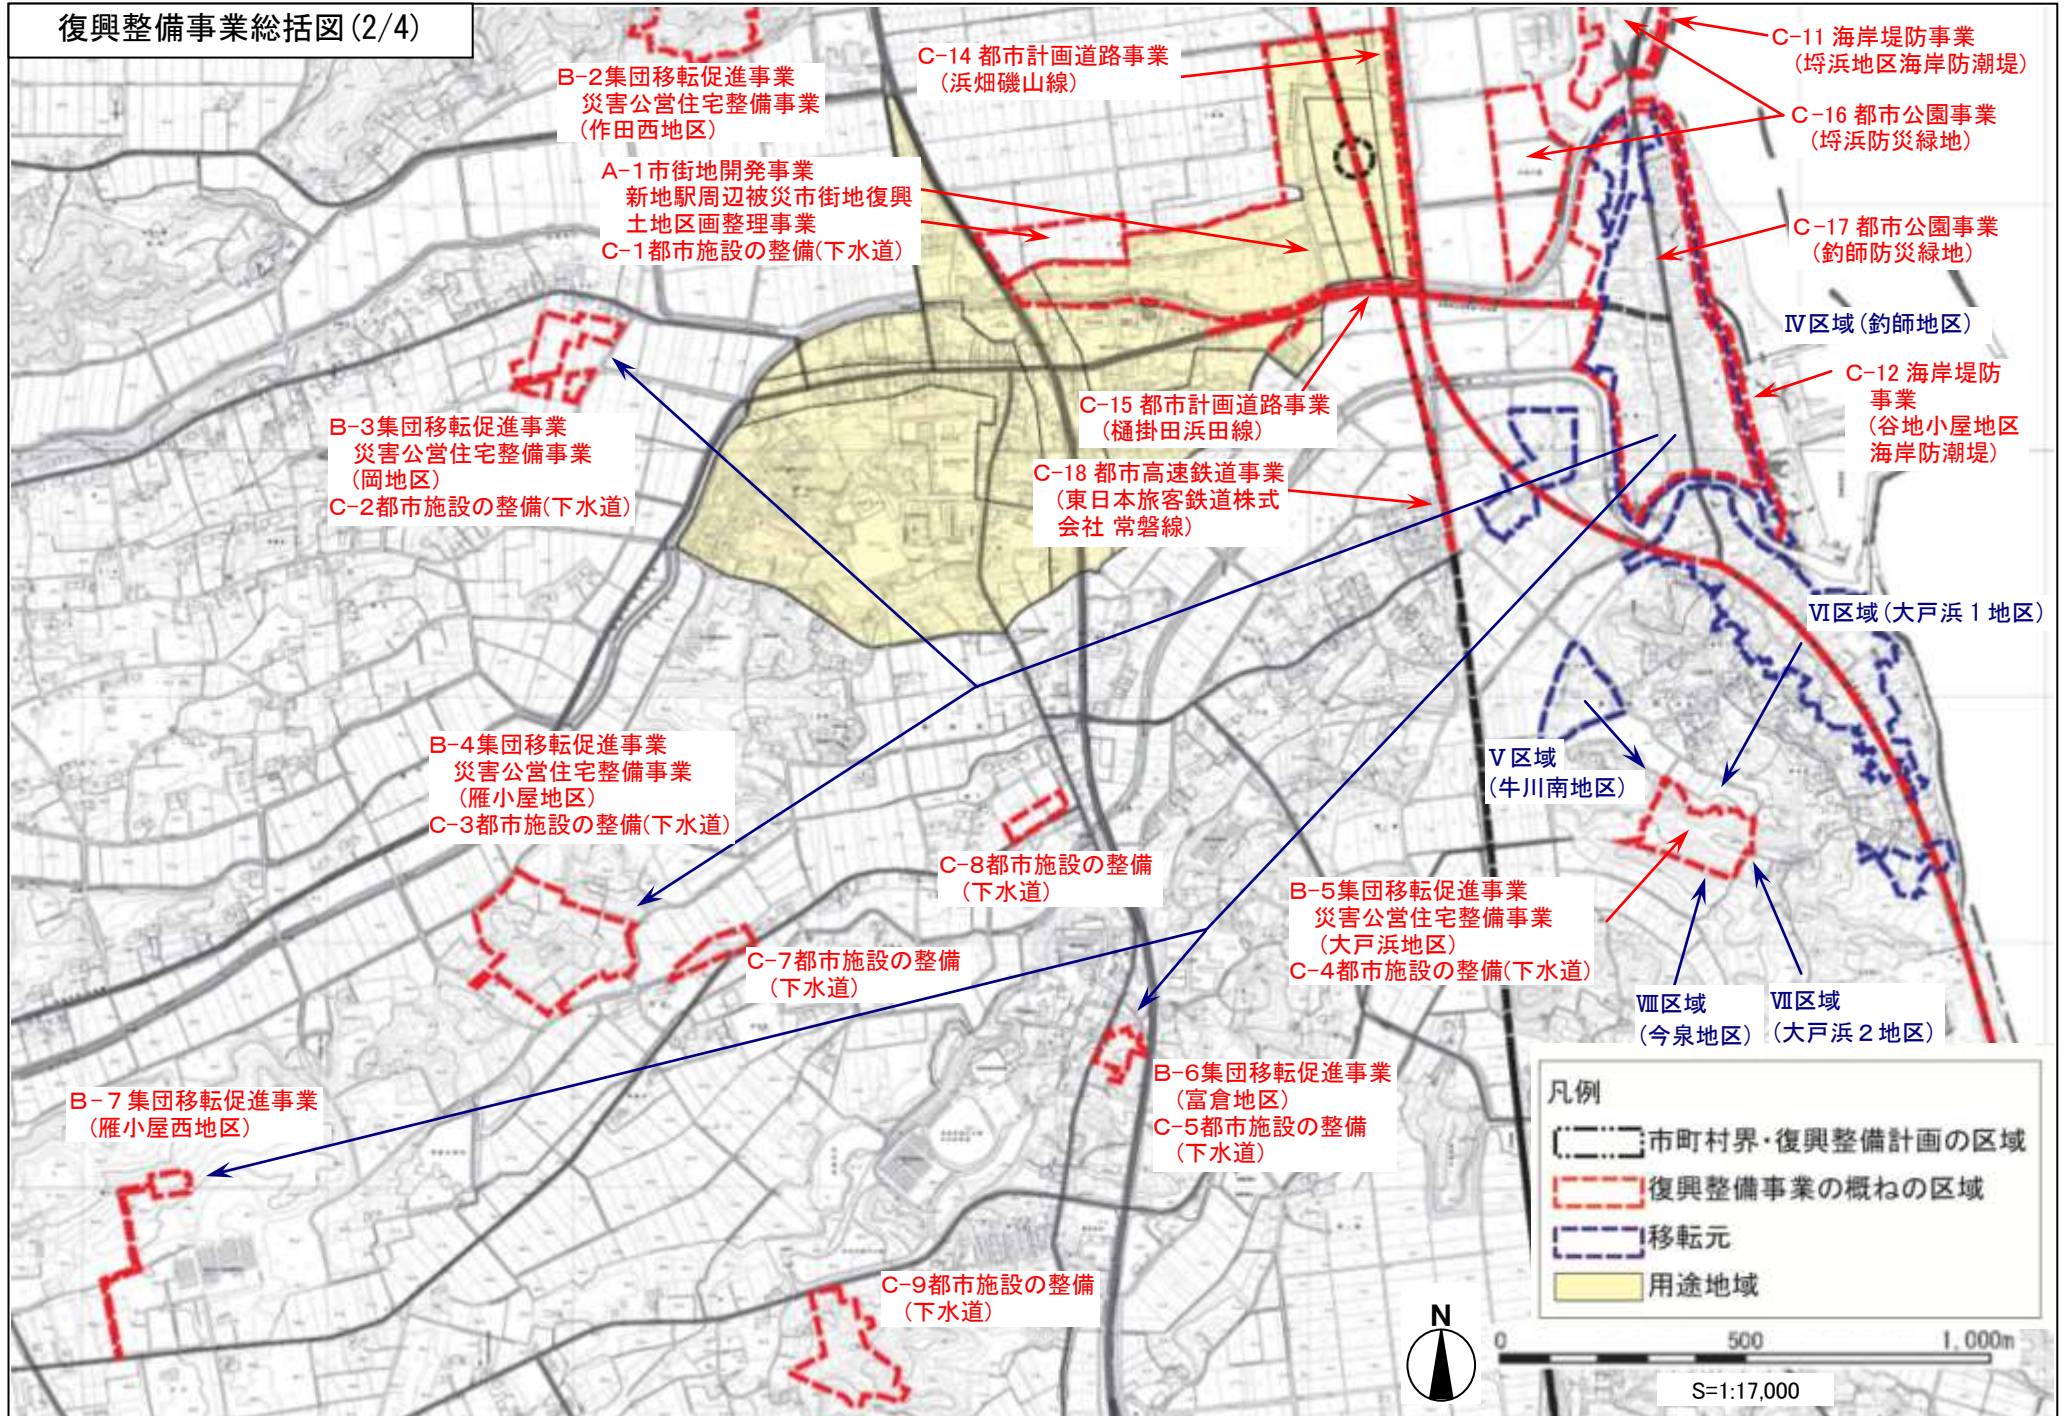 復興整備事業総括図(2/4)
B-2集団移転促進事業
災害公営住宅整備事業
(作田西地区)
C-14 都市計画道路事業
(浜畑磯山線)
C-11 海岸堤防事業
(埒浜地区海岸防潮堤)
C-16 都市公園事業
(埒浜防災緑地)
A-1市街地開発事業
新地駅周辺被災市街地復興
土地区画整理事業
C-1都市施設の整備(下水道)
C-17 都市公園事業
(釣師防災緑地)
Ⅳ区域(釣師地区)
C-12 海岸堤防
事業
(谷地小屋地区
海岸防潮堤)
C-15 都市計画道路事業
(樋掛田浜田線)
B-3集団移転促進事業
災害公営住宅整備事業
(岡地区)
C-2都市施設の整備(下水道)
C-18 都市高速鉄道事業
(東日本旅客鉄道株式
会社 常磐線)
Ⅵ区域(大戸浜1地区)
B-4集団移転促進事業
災害公営住宅整備事業
(雁小屋地区)
C-3都市施設の整備(下水道)
Ⅴ区域
(牛川南地区)
C-8都市施設の整備
(下水道)
B-5集団移転促進事業
災害公営住宅整備事業
(大戸浜地区)
C-4都市施設の整備(下水道)
C-7都市施設の整備
(下水道)
Ⅷ区域
(今泉地区)
Ⅶ区域
(大戸浜2地区)
B-6集団移転促進事業
(富倉地区)
C-5都市施設の整備
(下水道)
B-7集団移転促進事業
(雁小屋西地区)
C-9都市施設の整備
(下水道)
凡例
市町村界・復興整備計画の区域
復興整備事業の概ねの区域
移転元
用途地域
N
0 500 1,000m
S=1:17,000